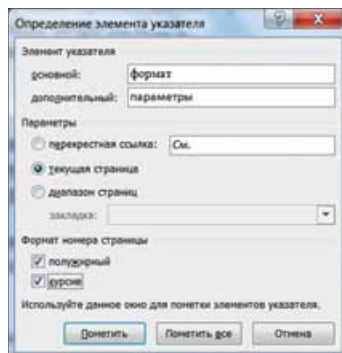 Определение элемента указателя
Элемент указателя
основной: формат
дополнительный: параметры
Параметры
перекрестная ссылка: См.
текущая страница
диапазон страниц
закладка:
Формат номера страницы
полужирный
курсив
Используйте данное окно для пометки элементов указателя.
Пометить Пометить все Отмена